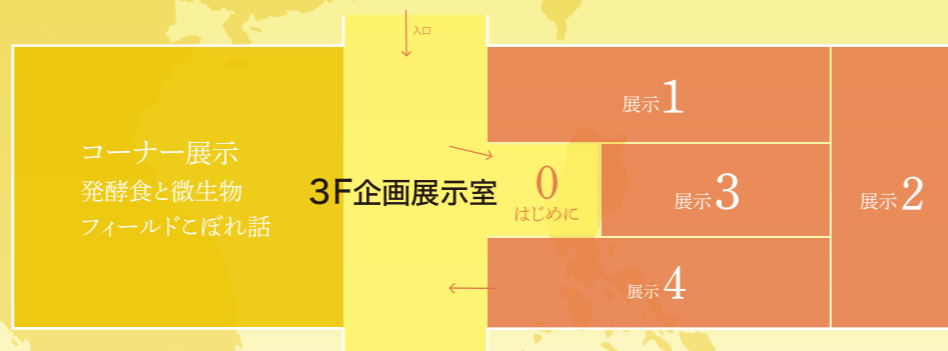 入口
コーナー展示
発酵食と微生物
フィールドこぼれ話
3F企画展示室
0
はじめに
展示1
展示3
展示2
展示4